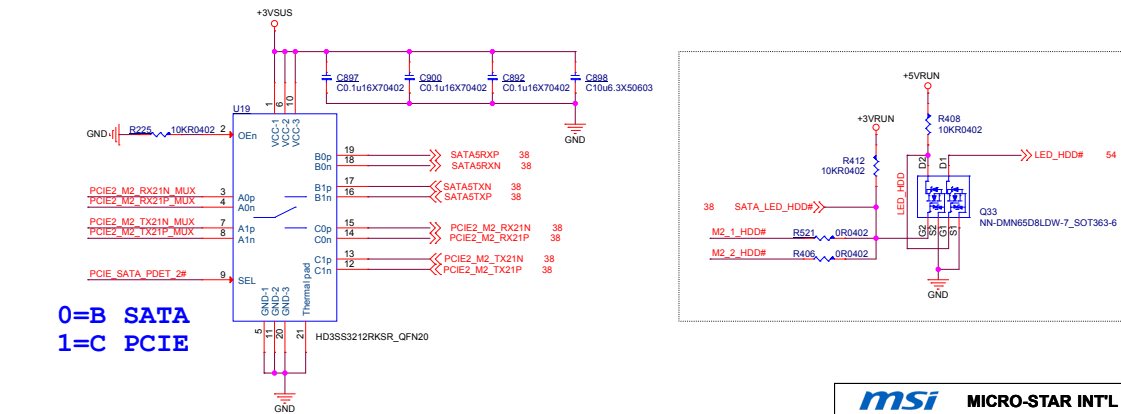 +3VSUS
C897
C0.1u16X70402
C900
C0.1u16X70402
C892
C0.1u16X70402
C898
C10u6.3X50603
GND
U19
1
6
10
VCC-1
VCC-2
VCC-3
GND
R225
10KR0402
2
OEn
PCIE2_M2_RX21N_MUX
3
A0p
PCIE2_M2_RX21P_MUX
4
A0n
PCIE2_M2_TX21N_MUX
7
A1p
PCIE2_M2_TX21P_MUX
8
A1n
PCIE_SATA_PDET_2#
9
SEL
B0p
19
SATA5RXP
38
B0n
18
SATA5RXN
38
B1p
17
SATA5TXN
38
B1n
16
SATA5TXP
38
C0p
15
PCIE2_M2_RX21N
38
C0n
14
PCIE2_M2_RX21P
38
C1p
13
PCIE2_M2_TX21N
38
C1n
12
PCIE2_M2_TX21P
38
GND-1
GND-2
GND-3
Thermal pad
5
11
20
21
HD3SS3212RKSR_QFN20
GND
0=B SATA
1=C PCIE
+5VRUN
R408
10KR0402
+3VRUN
R412
10KR0402
LED_HDD
D2
D1
LED_HDD#
54
38
SATA_LED_HDD#
Q33
NN-DMN65D8LDW-7_SOT363-6
G2
S2
G1
S1
M2_1_HDD#
R521
0R0402
M2_2_HDD#
R406
0R0402
GND
msi
MICRO-STAR INT'L